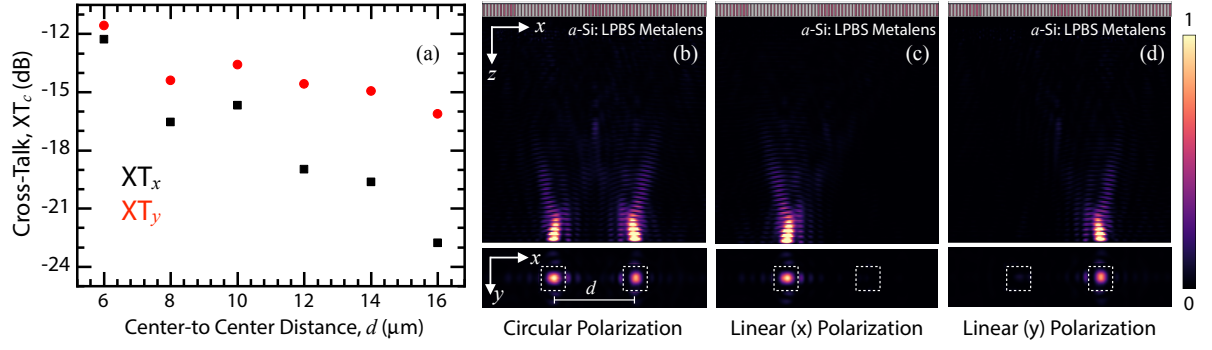 Cross-Talk, XT_c (dB)
-12
-15
-18
-21
-24
(a)
XT_x
XT_y
6 8 10 12 14 16
Center-to Center Distance, d (μm)
x
z
a-Si: LPBS Metalens
(b)
x
y
d
Circular Polarization
a-Si: LPBS Metalens
(c)
Linear (x) Polarization
a-Si: LPBS Metalens
(d)
Linear (y) Polarization
1
0